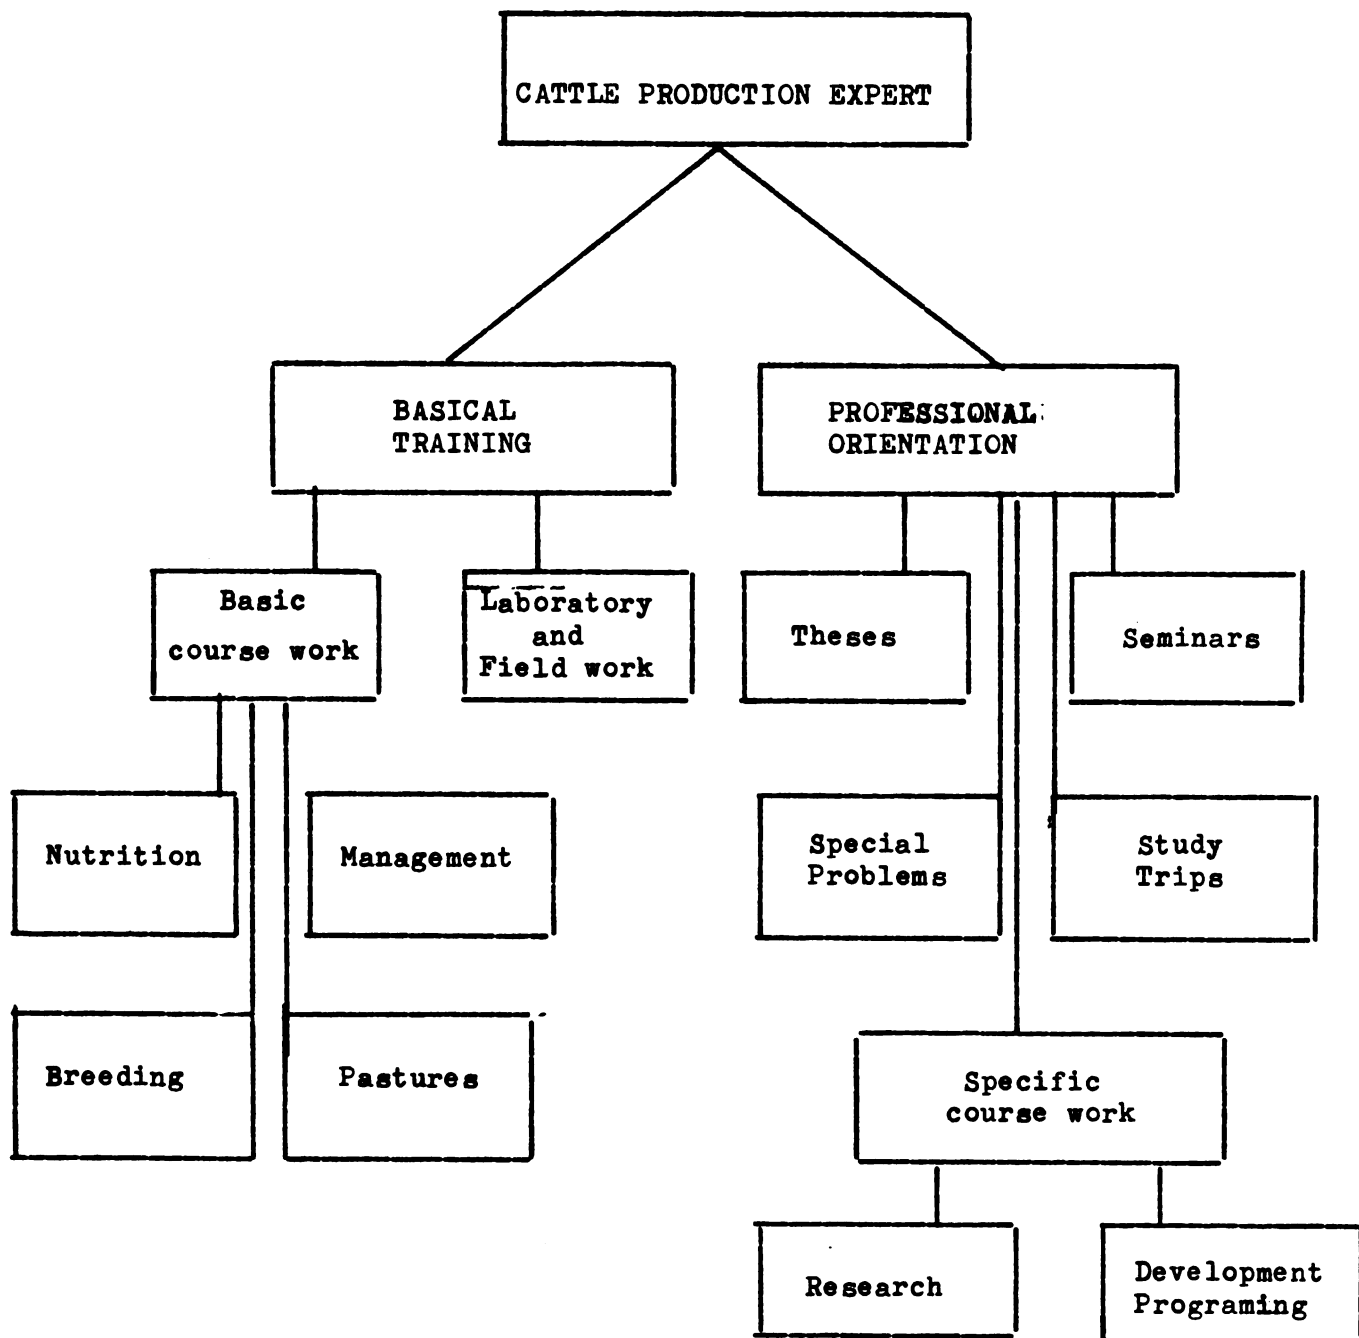 CATTLE PRODUCTION EXPERT
BASICAL
TRAINING
PROFESSIONAL
ORIENTATION
Basic
course work
Laboratory
and
Field work
Theses
Seminars
Nutrition
Management
Special
Problems
Study
Trips
Breeding
Pastures
Specific
course work
Research
Development
Programing